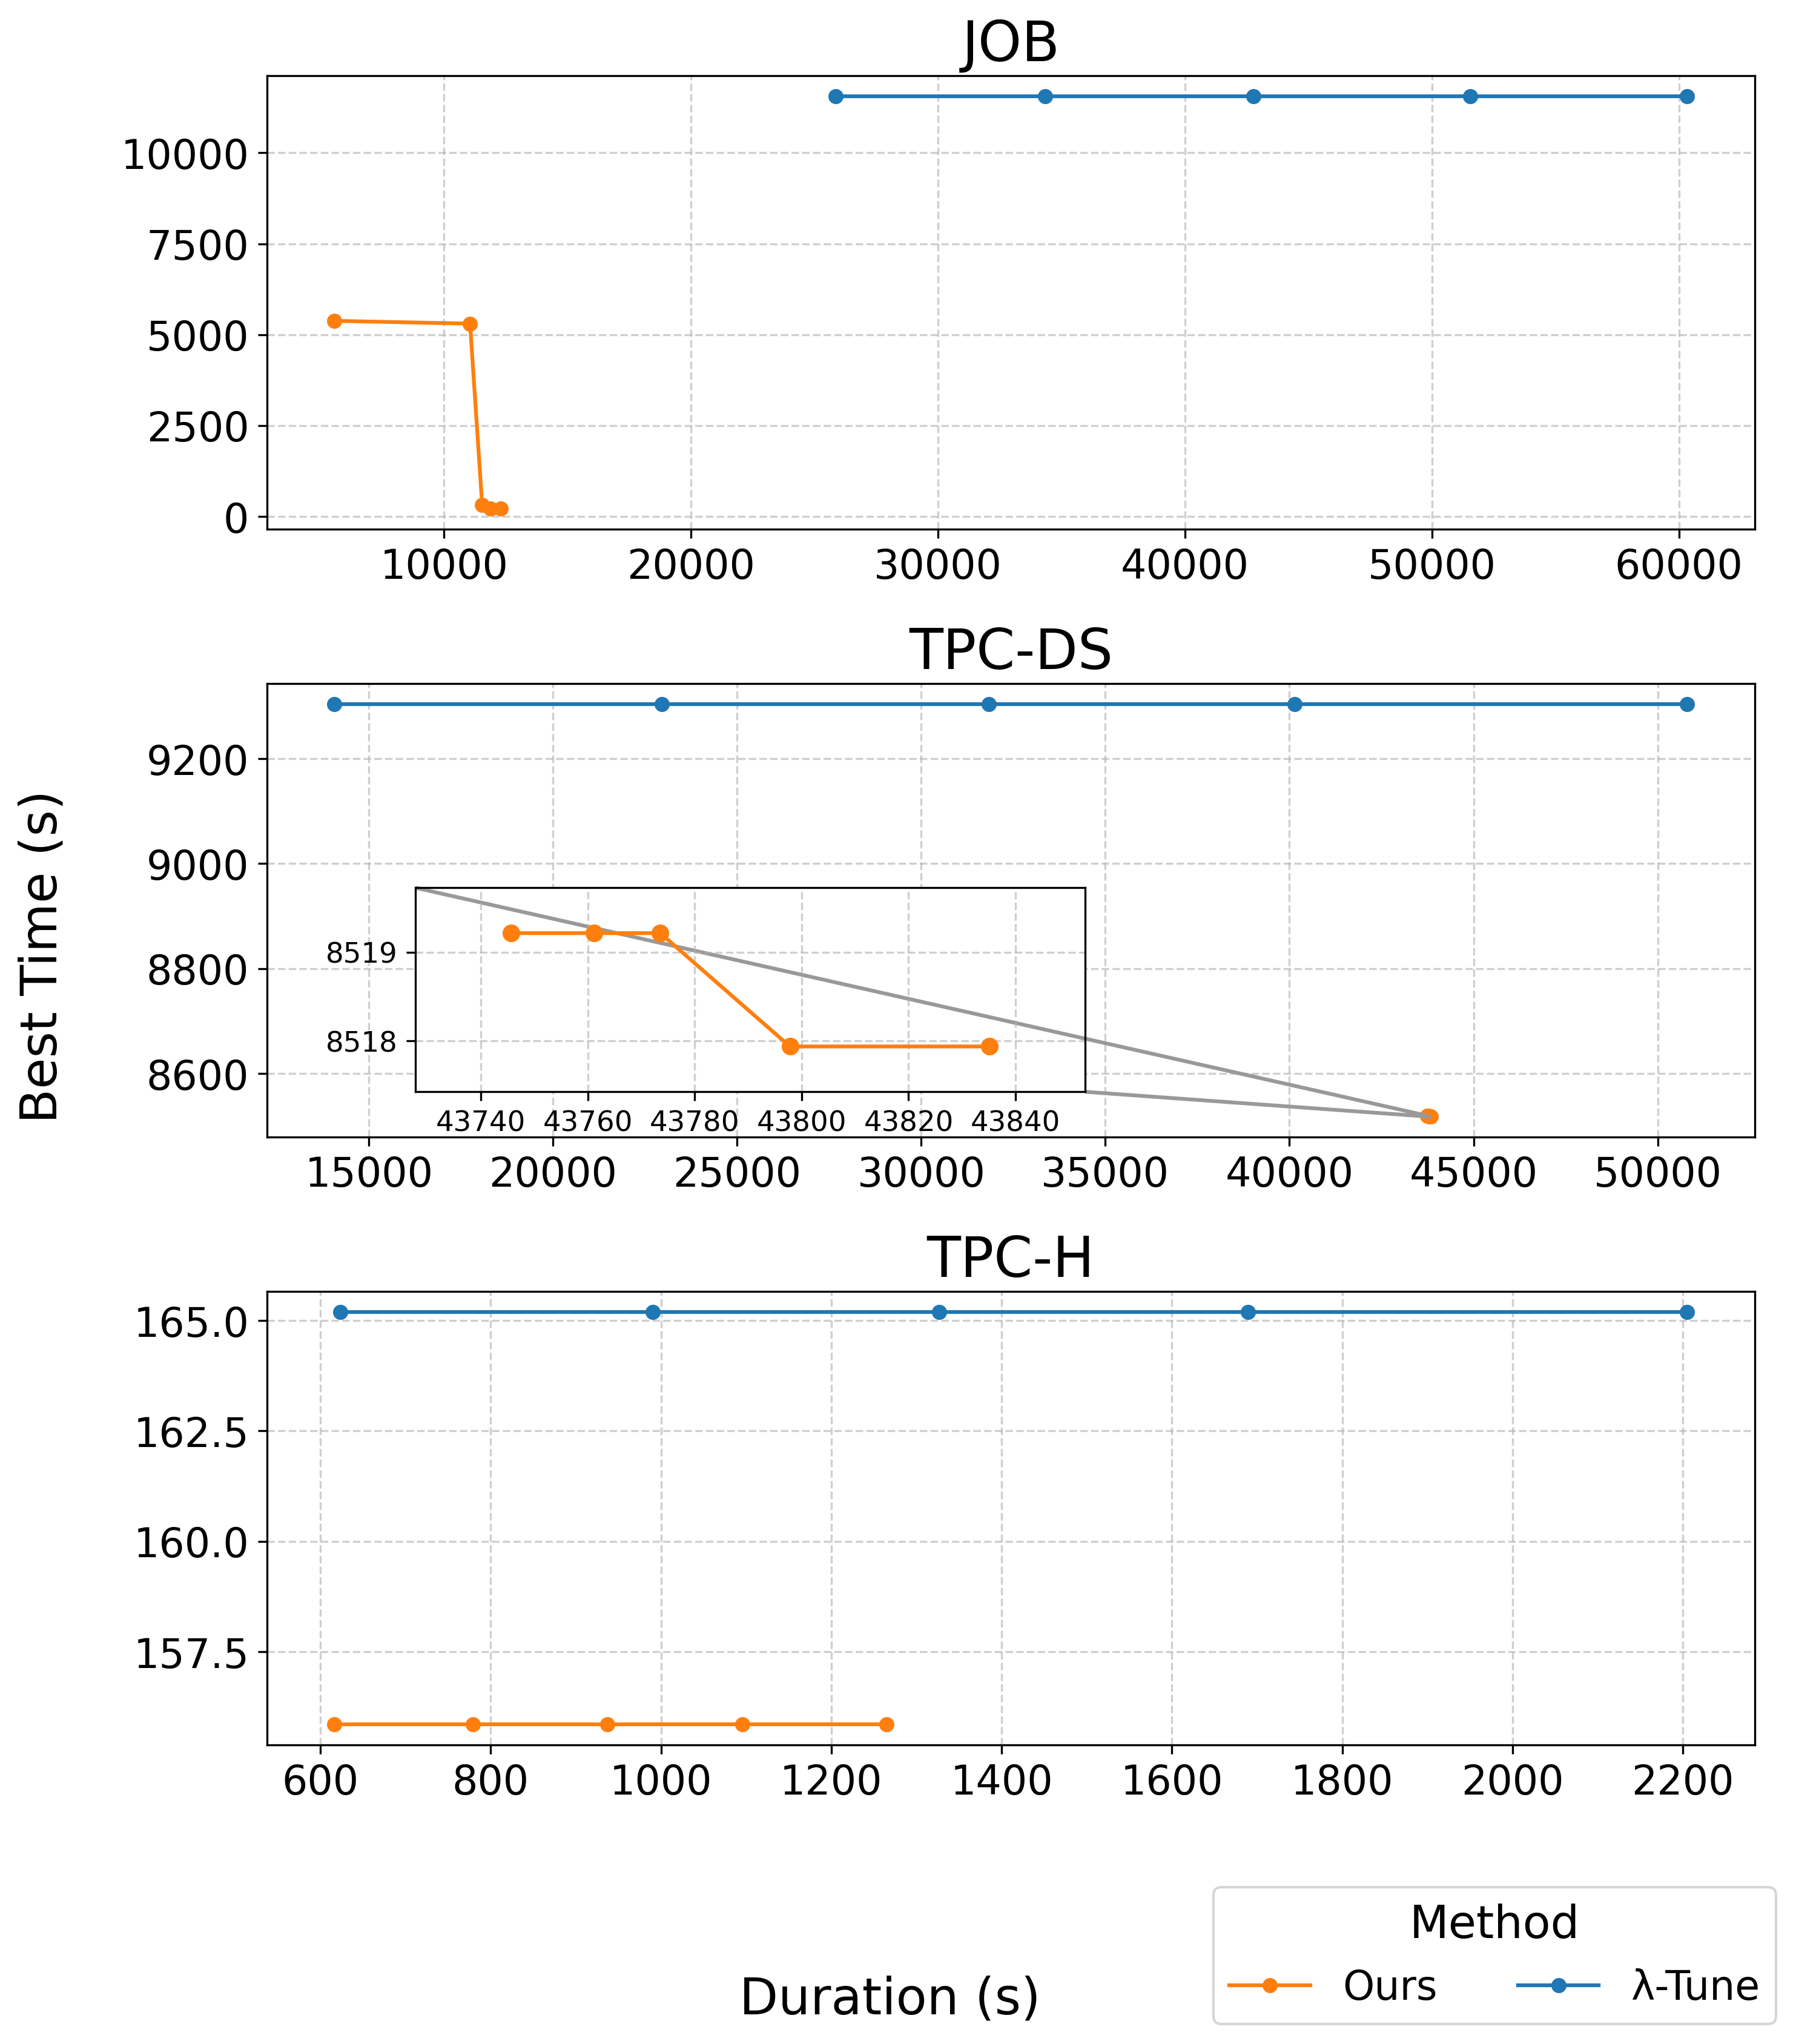 JOB
10000
7500
5000
2500
0
10000 20000 30000 40000 50000 60000
TPC-DS
9200
9000
8800
8600
8519
8518
43740 43760 43780 43800 43820 43840
15000 20000 25000 30000 35000 40000 45000 50000
Best Time (s)
TPC-H
165.0
162.5
160.0
157.5
600 800 1000 1200 1400 1600 1800 2000 2200
Duration (s)
Method
Ours λ-Tune